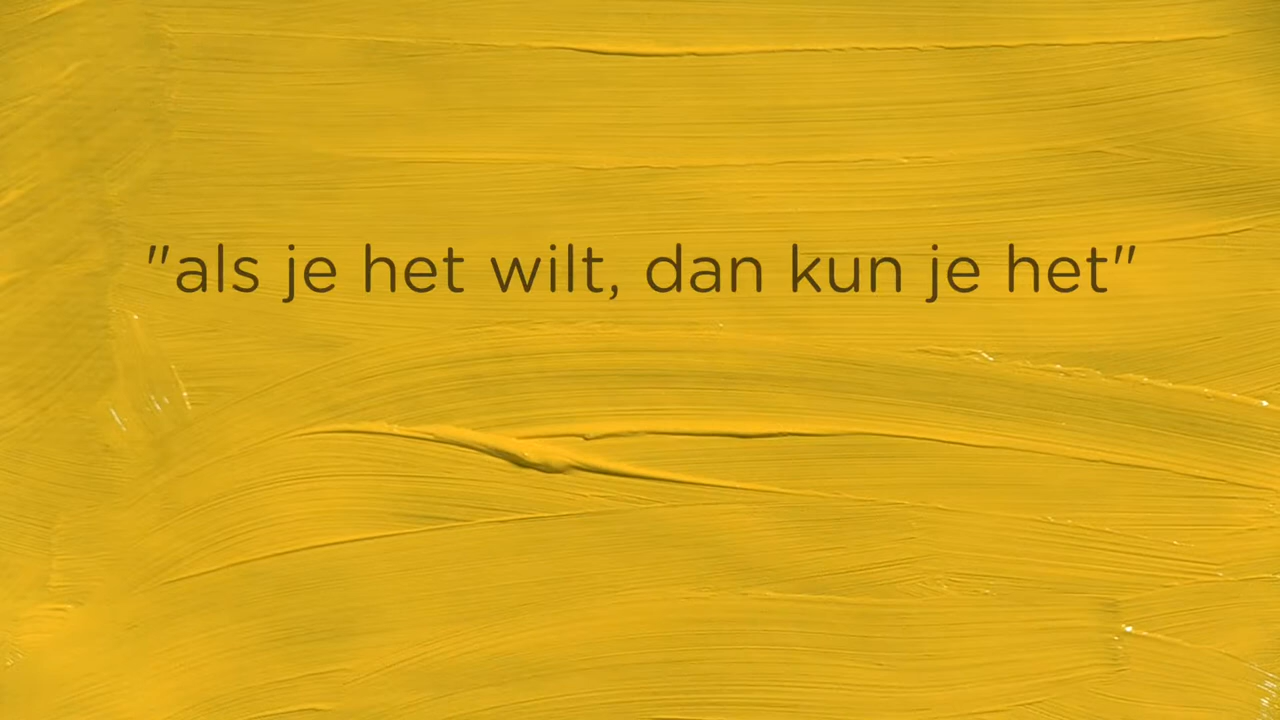 "als je het wilt, dan kun je het"